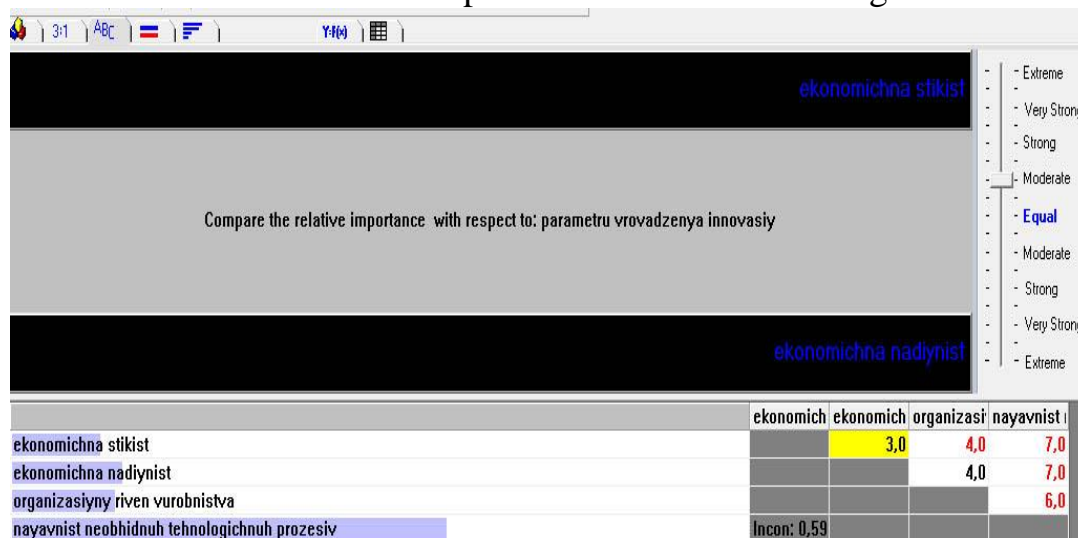 3:1 ABC Y:F(x)
ekonomichna stikist
Extreme
Very Strong
Strong
Moderate
Equal
Moderate
Strong
Very Strong
Extreme
Compare the relative importance with respect to: parametru vrovadzenya innovasiy
ekonomichna nadiynist
ekonomich ekonomich organizasi nayavnist
ekonomichna stikist 3,0 4,0 7,0
ekonomichna nadiynist 4,0 7,0
organizasiyny riven vurobnistva 6,0
nayavnist neobhidnuh tehnologichnuh prozesiv Incon: 0,59